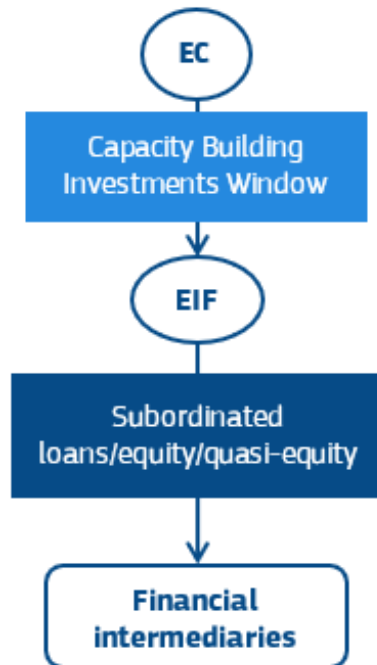 EC
Capacity Building
Investments Window
EIF
Subordinated
loans/equity/quasi-equity
Financial
intermediaries